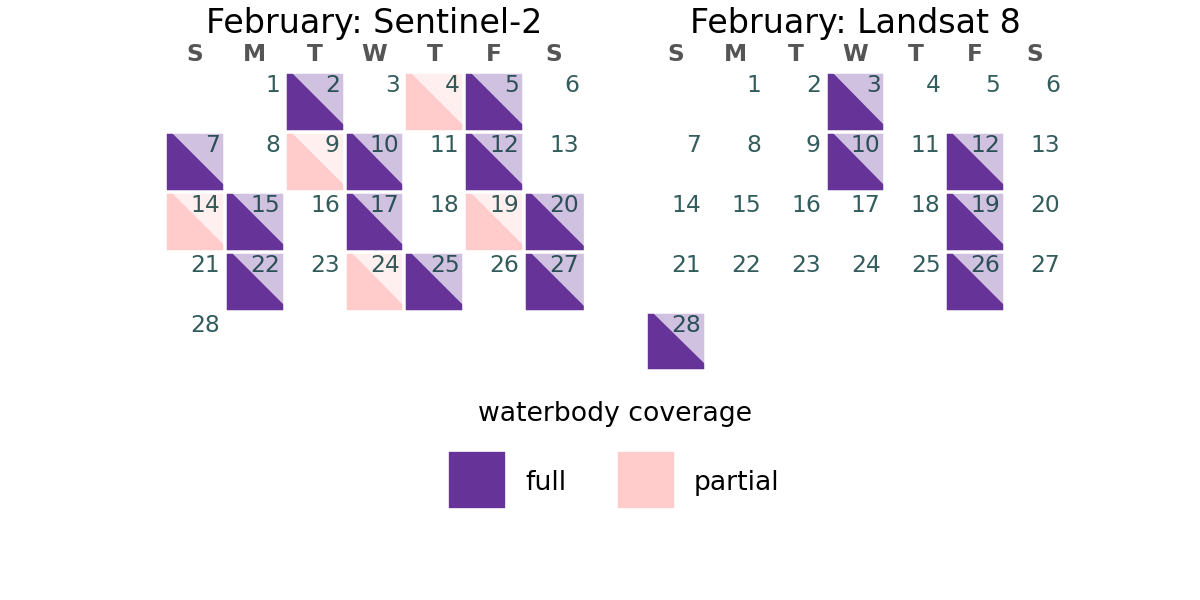 February: Sentinel-2
S M T W T F S
1 2 3 4 5 6
7 8 9 10 11 12 13
14 15 16 17 18 19 20
21 22 23 24 25 26 27
28
February: Landsat 8
S M T W T F S
1 2 3 4 5 6
7 8 9 10 11 12 13
14 15 16 17 18 19 20
21 22 23 24 25 26 27
28
waterbody coverage
full partial